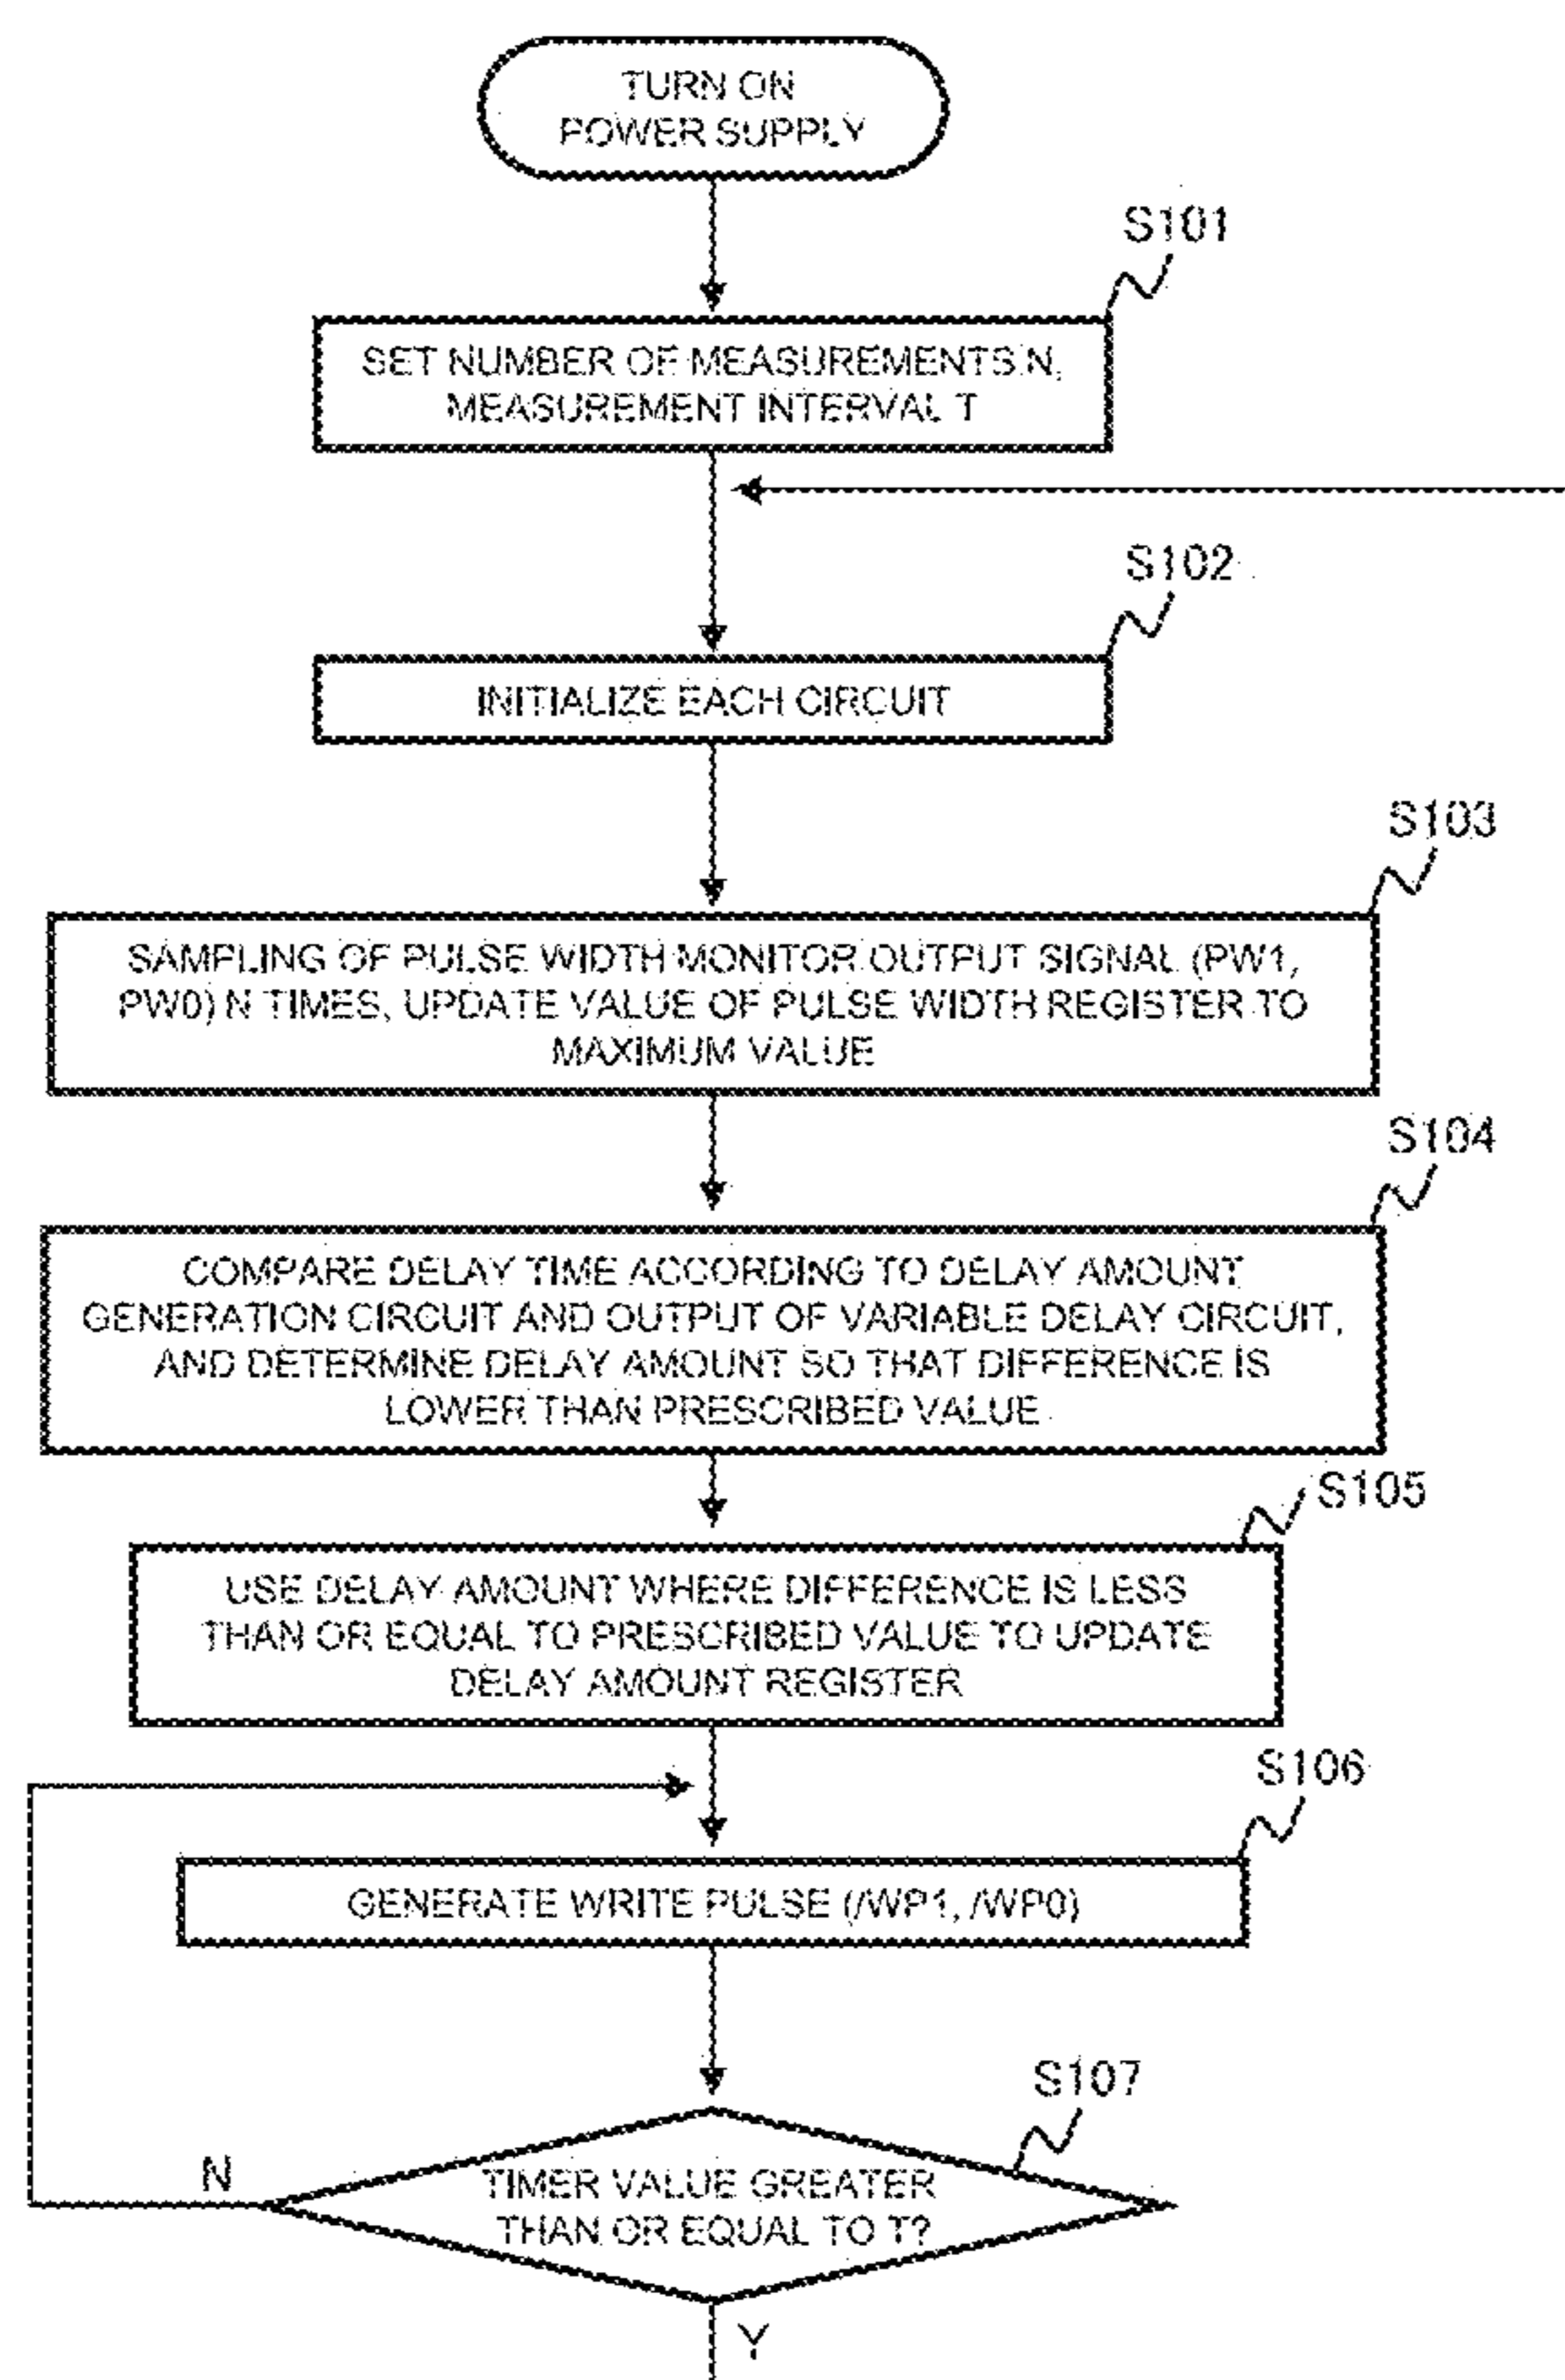 TURN ON
POWER SUPPLY
S101
SET NUMBER OF MEASUREMENTS N,
MEASUREMENT INTERVAL T
S102
INITIALIZE EACH CIRCUIT
S103
SAMPLING OF PULSE WIDTH MONITOR OUTPUT SIGNAL (PW1,
PW0) N TIMES, UPDATE VALUE OF PULSE WIDTH REGISTER TO
MAXIMUM VALUE
S104
COMPARE DELAY TIME ACCORDING TO DELAY AMOUNT
GENERATION CIRCUIT AND OUTPUT OF VARIABLE DELAY CIRCUIT,
AND DETERMINE DELAY AMOUNT SO THAT DIFFERENCE IS
LOWER THAN PRESCRIBED VALUE
S105
USE DELAY AMOUNT WHERE DIFFERENCE IS LESS
THAN OR EQUAL TO PRESCRIBED VALUE TO UPDATE
DELAY AMOUNT REGISTER
S106
GENERATE WRITE PULSE (/WP1, /WP0)
S107
N
TIMER VALUE GREATER
THAN OR EQUAL TO T?
Y